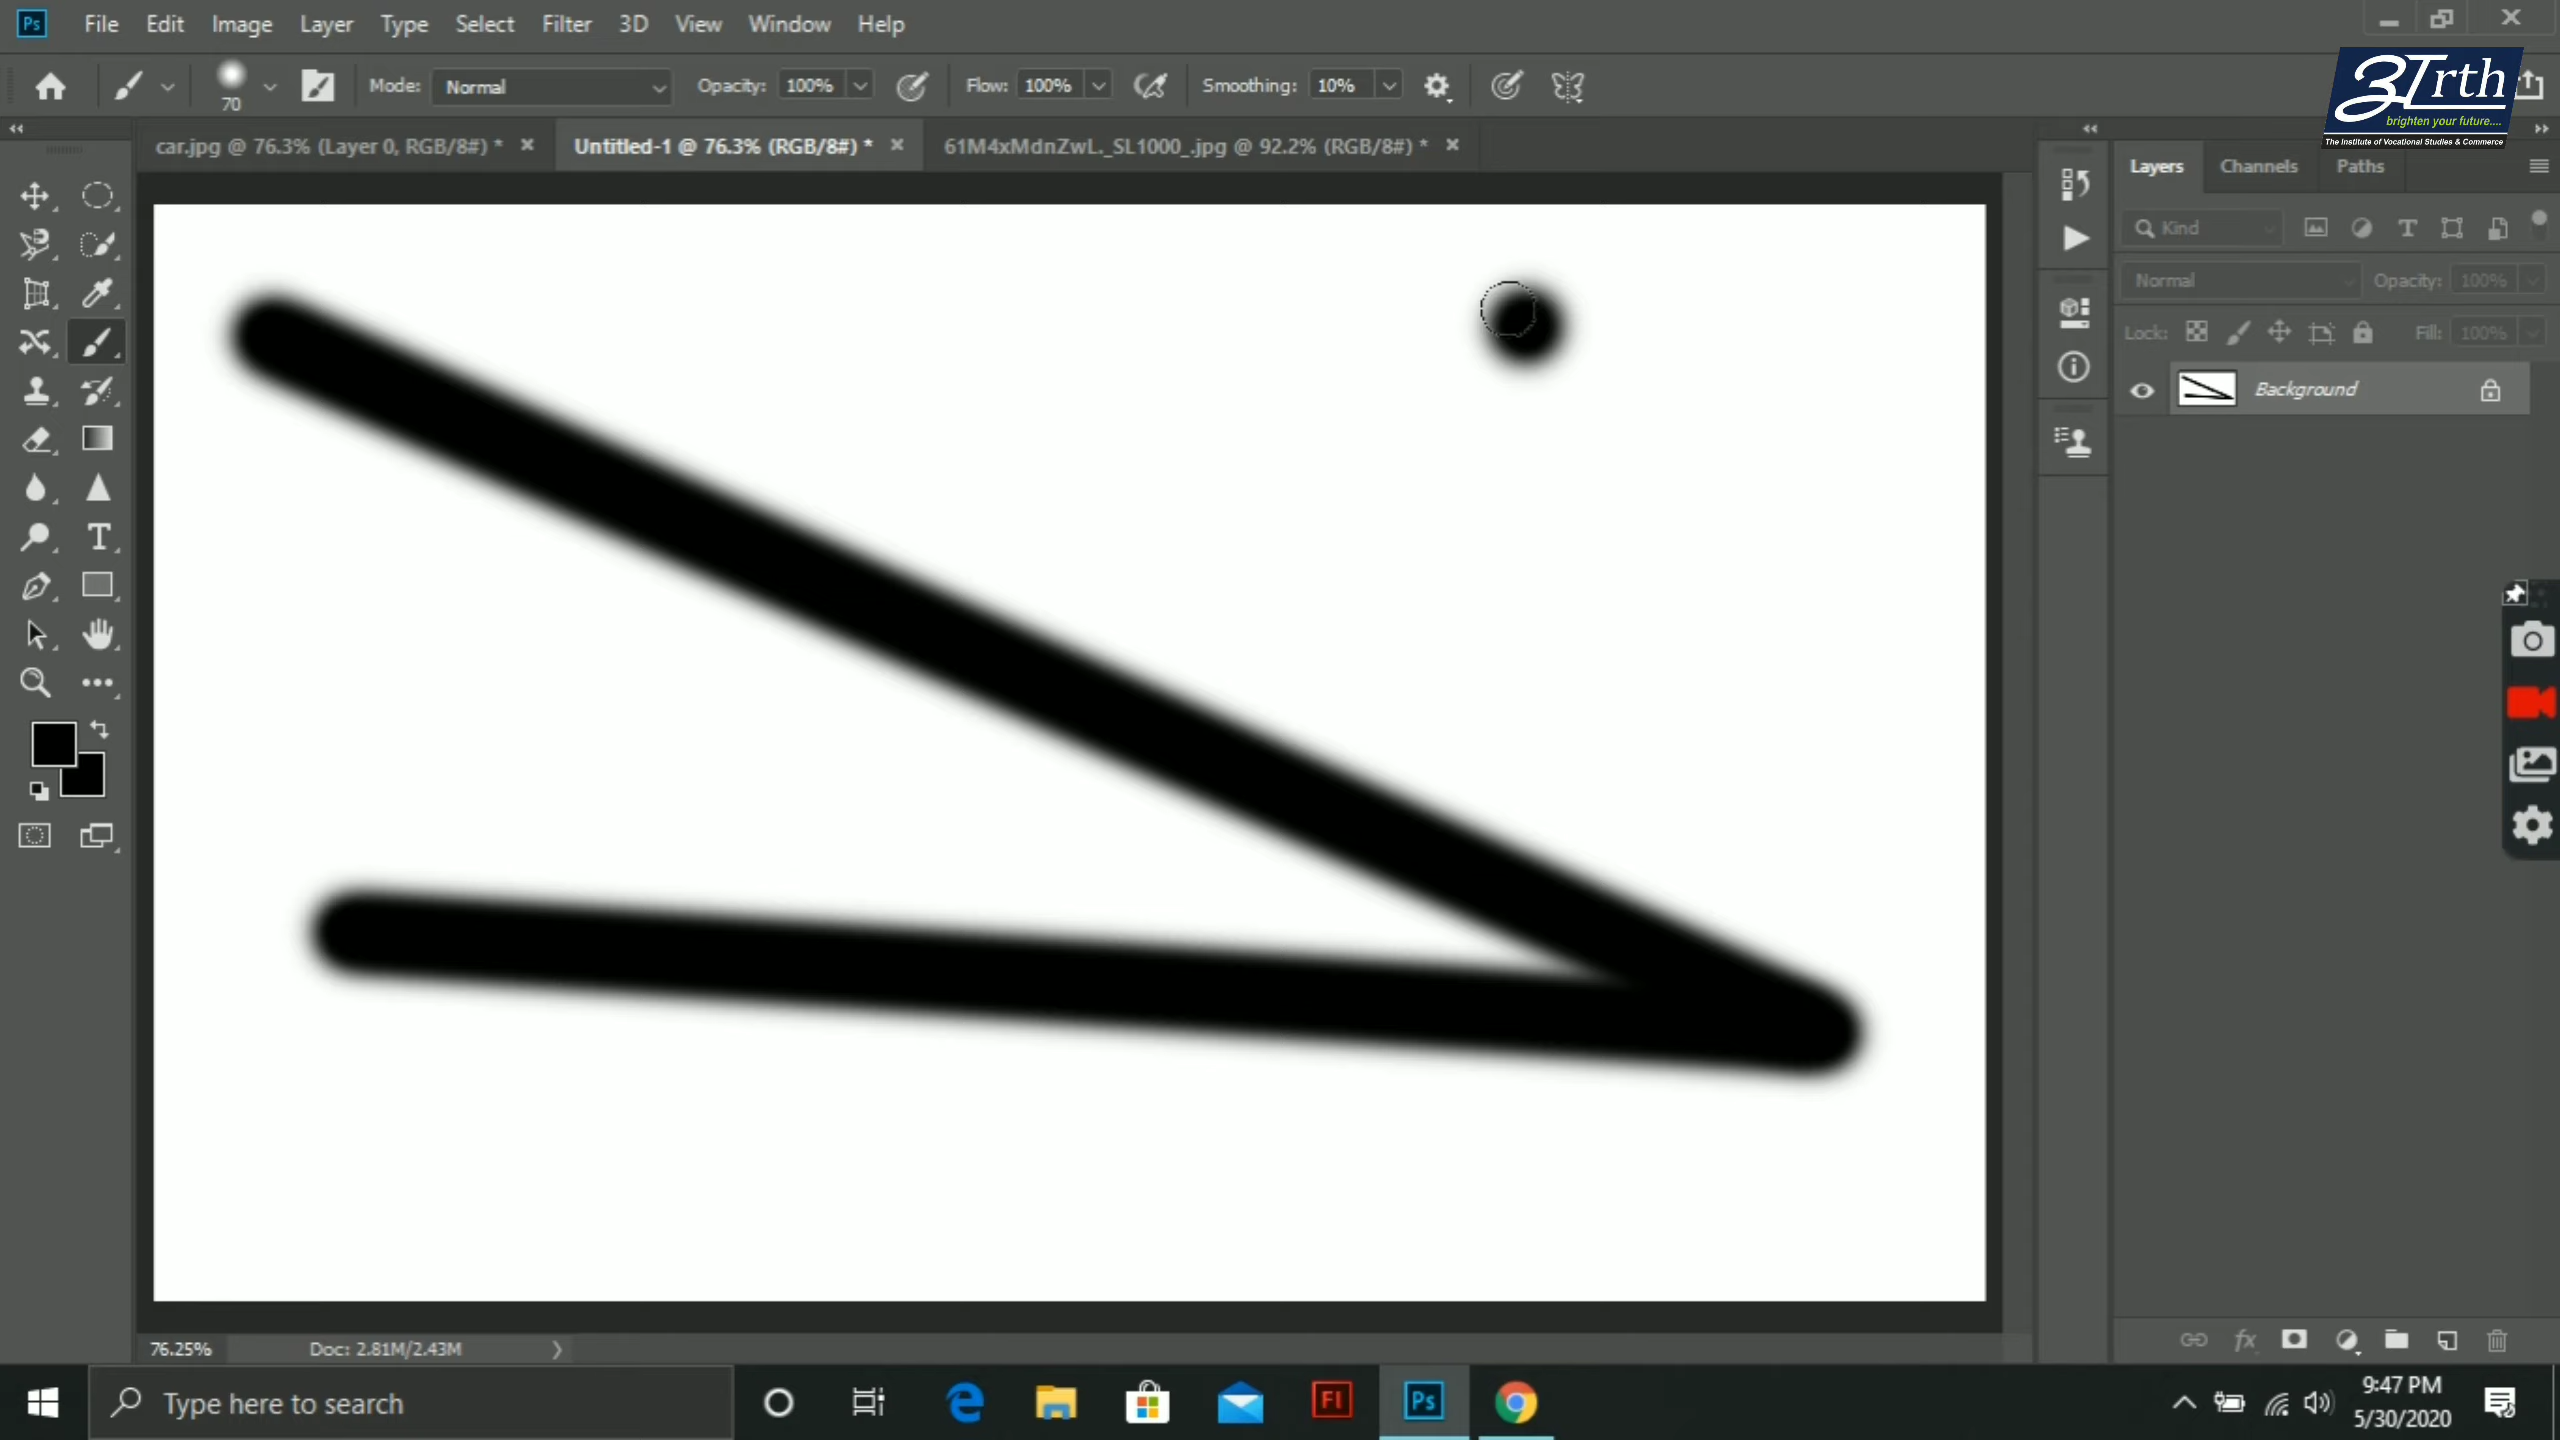 Ps File Edit Image Layer Type Select Filter 3D View Window Help
70 Mode: Normal Opacity: 100% Flow: 100% Smoothing: 10%
3Trth
brighten your future....
The Institute of Vocational Studies & Commerce
car.jpg @ 76.3% (Layer 0, RGB/8#) * Untitled-1 @ 76.3% (RGB/8#) * 61M4xMdnZwL._SL1000_.jpg @ 92.2% (RGB/8#) *
Layers Channels Paths
Kind
Normal Opacity: 100%
Lock: Fill: 100%
Background
76.25% Doc: 2.81M/2.43M
Type here to search
Fl Ps
9:47 PM
5/30/2020